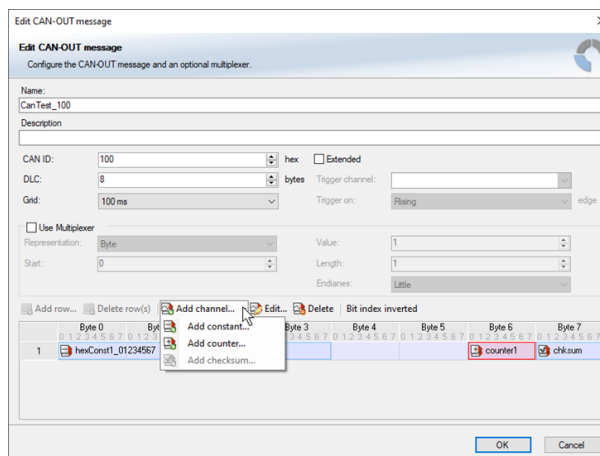 Edit CAN-OUT message
Edit CAN-OUT message
Configure the CAN-OUT message and an optional multiplexer.
Name:
CanTest_100
Description
CAN ID: 100 hex Extended
DLC: 8 bytes Trigger channel:
Grid: 100 ms Trigger on: Rising edge
Use Multiplexer
Representation: Byte Value: 1
Start: 0 Length: 1
Endianes: Little
Add row... Delete row(s) Add channel... Edit... Delete Bit index inverted
Add constant...
Add counter...
Add checksum...
Byte 0 Byt Byte 3 Byte 4 Byte 5 Byte 6 Byte 7
0 1 2 3 4 5 6 7 0 1 2 3 4 5 6 7 0 1 2 3 4 5 6 7 0 1 2 3 4 5 6 7 0 1 2 3 4 5 6 7 0 1 2 3 4 5 6 7
1 hexConst1_01234567 counter1 chksum
OK Cancel